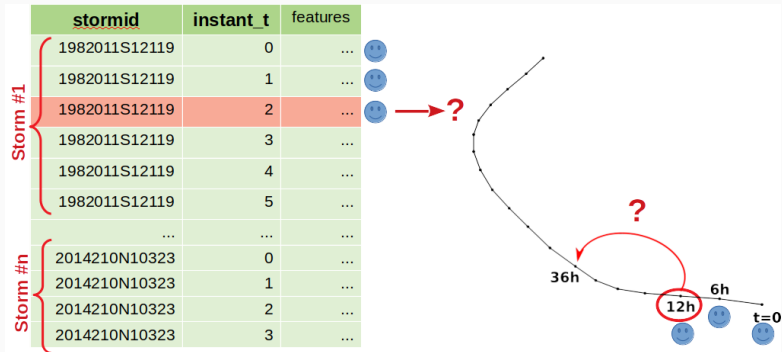 stormid instant_t features
1982011S12119 0 ...
1982011S12119 1 ...
1982011S12119 2 ...
1982011S12119 3 ...
1982011S12119 4 ...
1982011S12119 5 ...
... ... ...
2014210N10323 0 ...
2014210N10323 1 ...
2014210N10323 2 ...
2014210N10323 3 ...
Storm #1
Storm #n
?
?
36h
12h
6h
t=0